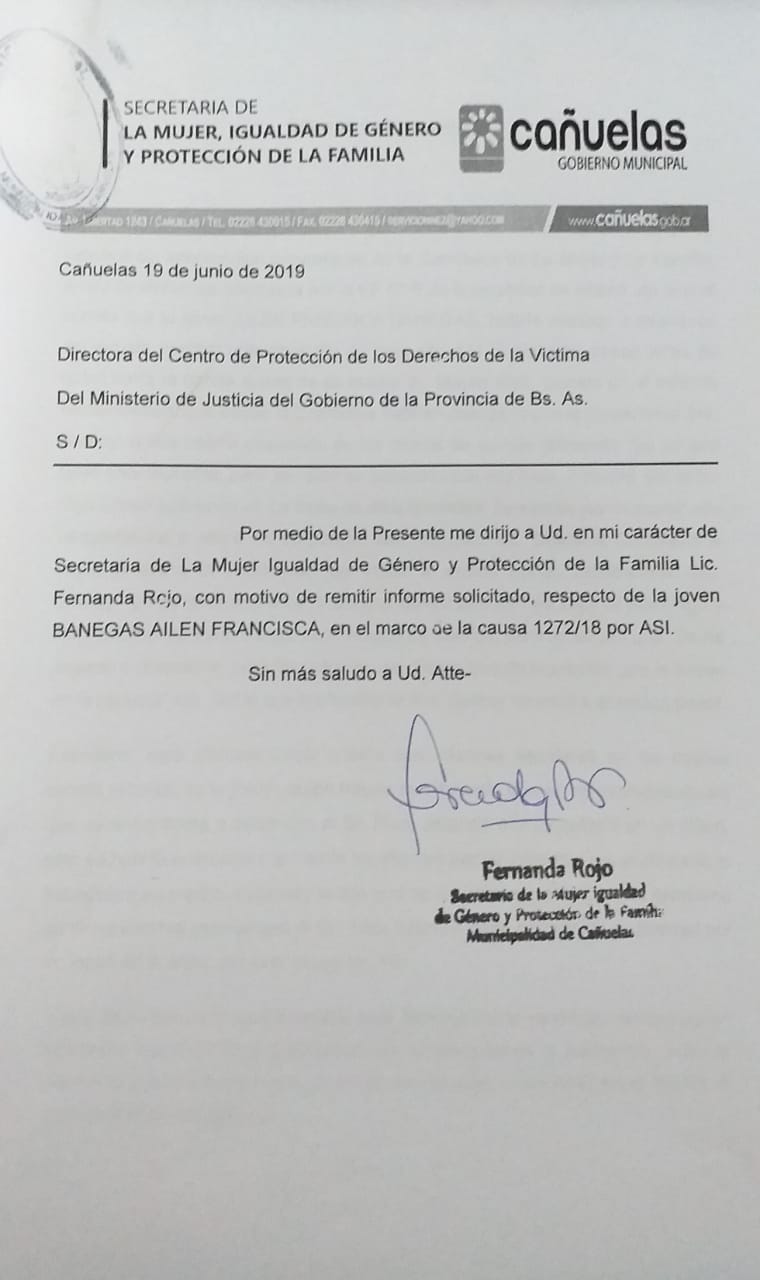 SECRETARIA DE
LA MUJER, IGUALDAD DE GÉNERO
Y PROTECCIÓN DE LA FAMILIA
cañuelas
GOBIERNO MUNICIPAL
LIBERTAD 1243 / CAÑUELAS / TEL. 02226 430015 / FAX. 02226 430415 /
www.cañuelas.gob.ar
Cañuelas 19 de junio de 2019
Directora del Centro de Protección de los Derechos de la Victima
Del Ministerio de Justicia del Gobierno de la Provincia de Bs. As.
S / D:
Por medio de la Presente me dirijo a Ud. en mi carácter de
Secretaria de La Mujer Igualdad de Género y Protección de la Familia Lic.
Fernanda Rojo, con motivo de remitir informe solicitado, respecto de la joven
BANEGAS AILEN FRANCISCA, en el marco de la causa 1272/18 por ASI.
Sin más saludo a Ud. Atte-
Fernanda Rojo
Secretaria de la Mujer igualdad
de Género y Protección de la Familia
Municipalidad de Cañuelas